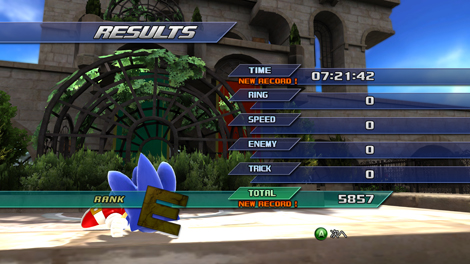 RESULTS
TIME 07:21:42
NEW RECORD!
RING 0
SPEED 0
ENEMY 0
TRICK 0
RANK E
TOTAL 5857
NEW RECORD!
A